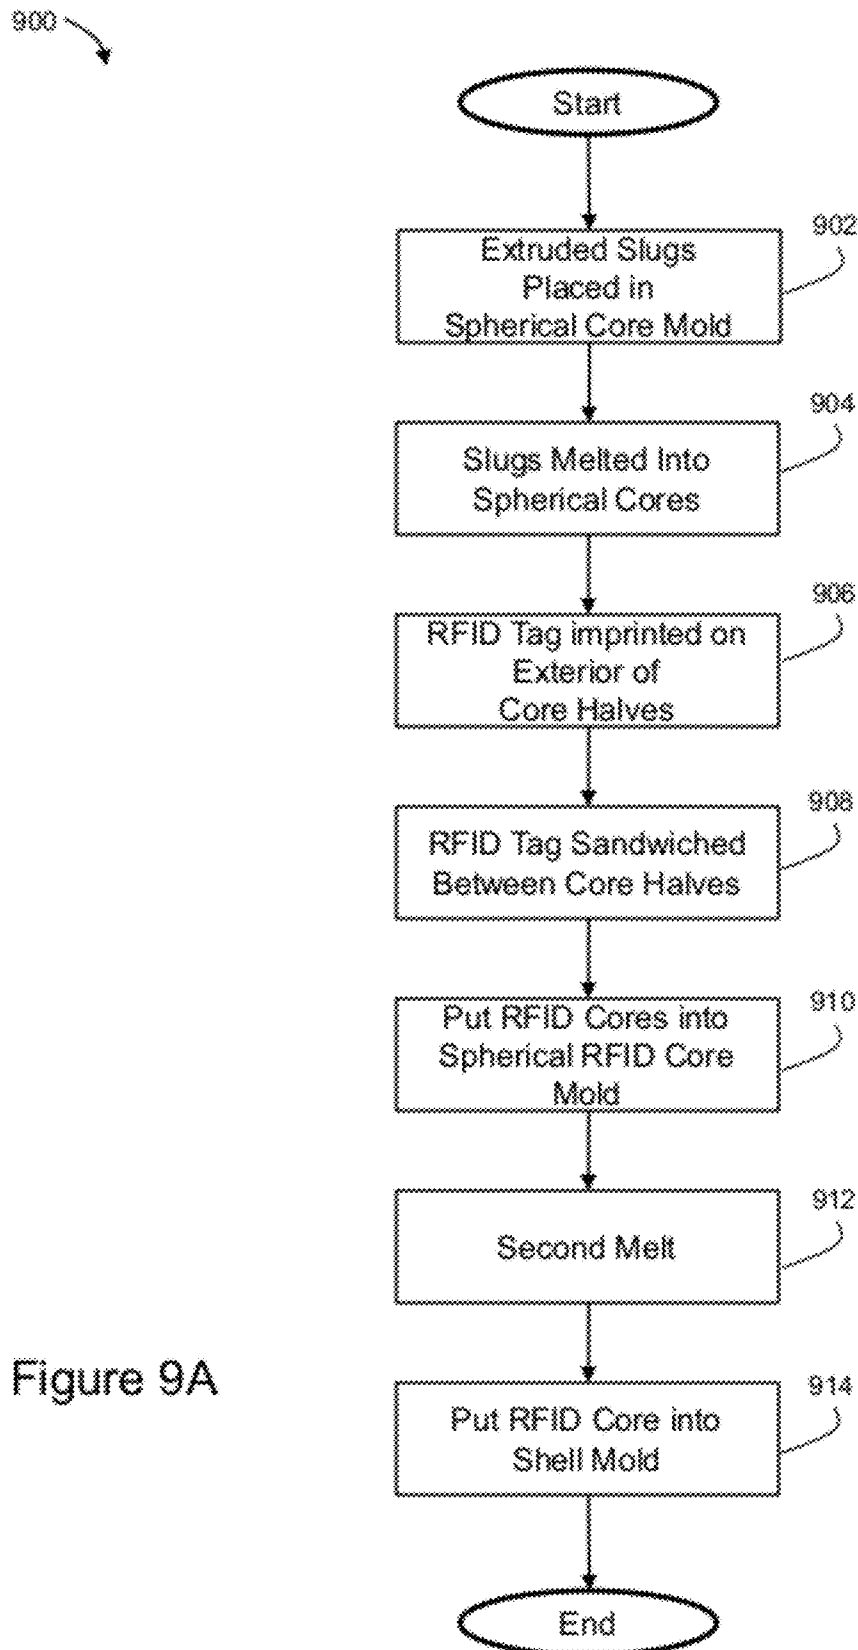 900
Start
902
Extruded Slugs
Placed in
Spherical Core Mold
904
Slugs Melted Into
Spherical Cores
906
RFID Tag imprinted on
Exterior of
Core Halves
908
RFID Tag Sandwiched
Between Core Halves
910
Put RFID Cores into
Spherical RFID Core
Mold
912
Second Melt
Figure 9A
914
Put RFID Core into
Shell Mold
End